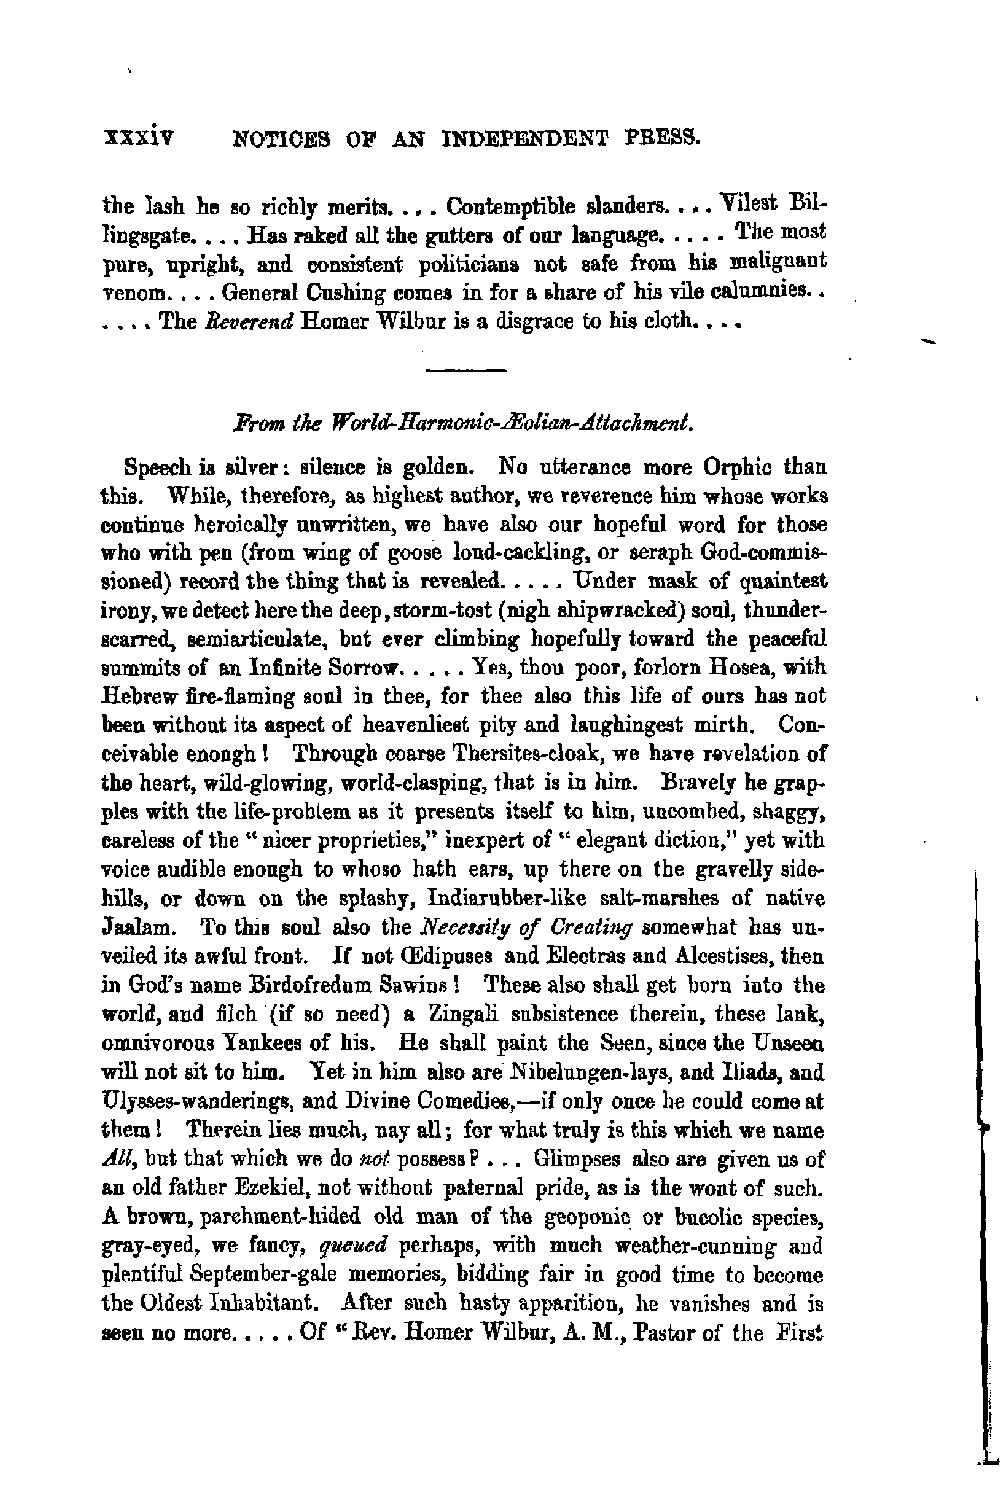 xxxiv NOTICES OF AN INDEPENDENT PRESS.
the lash he so richly merits. . . . Contemptible slanders. . . . Vilest Bil-
lingsgate. . . . Has raked all the gutters of our language. . . . . . The most
pure, upright, and consistent politicians not safe from his malignant
venom. . . . General Cushing comes in for a share of his vile calumnies. .
. . . . The Reverend Homer Wilbur is a disgrace to his cloth. . . .
From the World-Harmonic-Æolian-Attachment.
Speech is silver: silence is golden. No utterance more Orphic than
this. While, therefore, as highest author, we reverence him whose works
continue heroically unwritten, we have also our hopeful word for those
who with pen (from wing of goose loud-cackling, or seraph God-commis-
sioned) record the thing that is revealed. . . . . Under mask of quaintest
irony, we detect here the deep, storm-tost (nigh shipwracked) soul, thunder-
scarred, semiarticulate, but ever climbing hopefully toward the peaceful
summits of an Infinite Sorrow. . . . . Yes, thou poor, forlorn Hosea, with
Hebrew fire-flaming soul in thee, for thee also this life of ours has not
been without its aspect of heavenliest pity and laughingest mirth. Con-
ceivable enough! Through coarse Thersites-cloak, we have revelation of
the heart, wild-glowing, world-clasping, that is in him. Bravely he grap-
ples with the life-problem as it presents itself to him, uncombed, shaggy,
careless of the "nicer proprieties," inexpert of "elegant diction," yet with
voice audible enough to whoso hath ears, up there on the gravelly side-
hills, or down on the splashy, Indiarubber-like salt-marshes of native
Jaalam. To this soul also the Necessity of Creating somewhat has un-
veiled its awful front. If not Œdipuses and Electras and Alcestises, then
in God's name Birdofredum Sawins! These also shall get born into the
world, and filch (if so need) a Zingali subsistence therein, these lank,
omnivorous Yankees of his. He shall paint the Seen, since the Unseen
will not sit to him. Yet in him also are Nibelungen-lays, and Iliads, and
Ulysses-wanderings, and Divine Comedies,—if only once he could come at
them! Therein lies much, nay all; for what truly is this which we name
All, but that which we do not possess? . . . Glimpses also are given us of
an old father Ezekiel, not without paternal pride, as is the wont of such.
A brown, parchment-hided old man of the geoponic or bucolic species,
gray-eyed, we fancy, queued perhaps, with much weather-cunning and
plentiful September-gale memories, bidding fair in good time to become
the Oldest Inhabitant. After such hasty apparition, he vanishes and is
seen no more. . . . . Of "Rev. Homer Wilbur, A. M., Pastor of the First